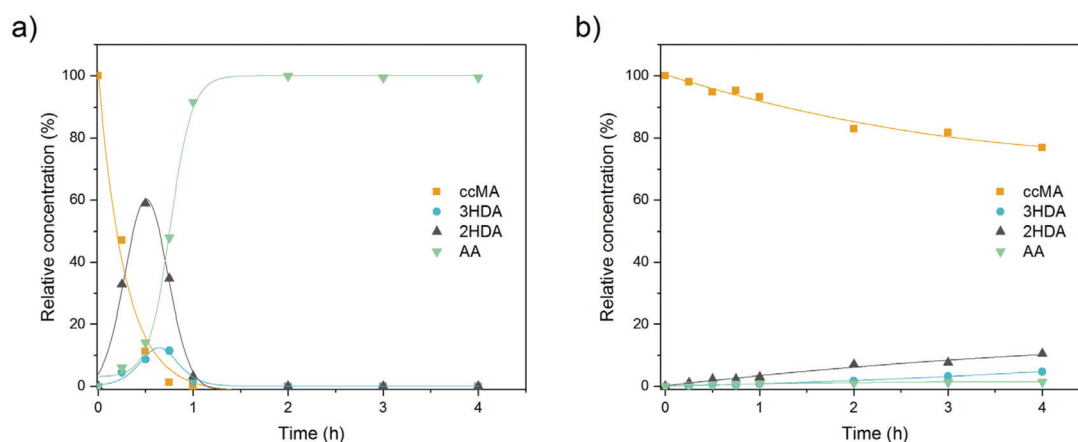 a)
Relative concentration (%)
100
80
60
40
20
0
ccMA
3HDA
2HDA
AA
0 1 2 3 4
Time (h)
b)
Relative concentration (%)
100
80
60
40
20
0
ccMA
3HDA
2HDA
AA
0 1 2 3 4
Time (h)